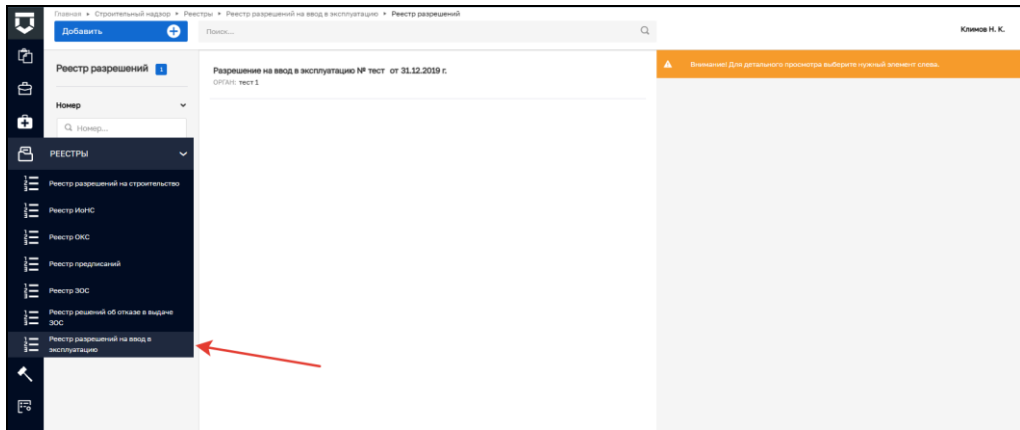 Главная • Строительный надзор • Реестры • Реестр разрешений на ввод в эксплуатацию • Реестр разрешений
Добавить
Поиск...
Климов Н. К.
Реестр разрешений 1
Номер
Номер...
Разрешение на ввод в эксплуатацию № тест от 31.12.2019 г.
ОРГАН: тест 1
Внимание! Для детального просмотра выберите нужный элемент слева.
РЕЕСТРЫ
Реестр разрешений на строительство
Реестр ИоНС
Реестр ОКС
Реестр предписаний
Реестр ЗОС
Реестр решений об отказе в выдаче
ЗОС
Реестр разрешений на ввод в
эксплуатацию